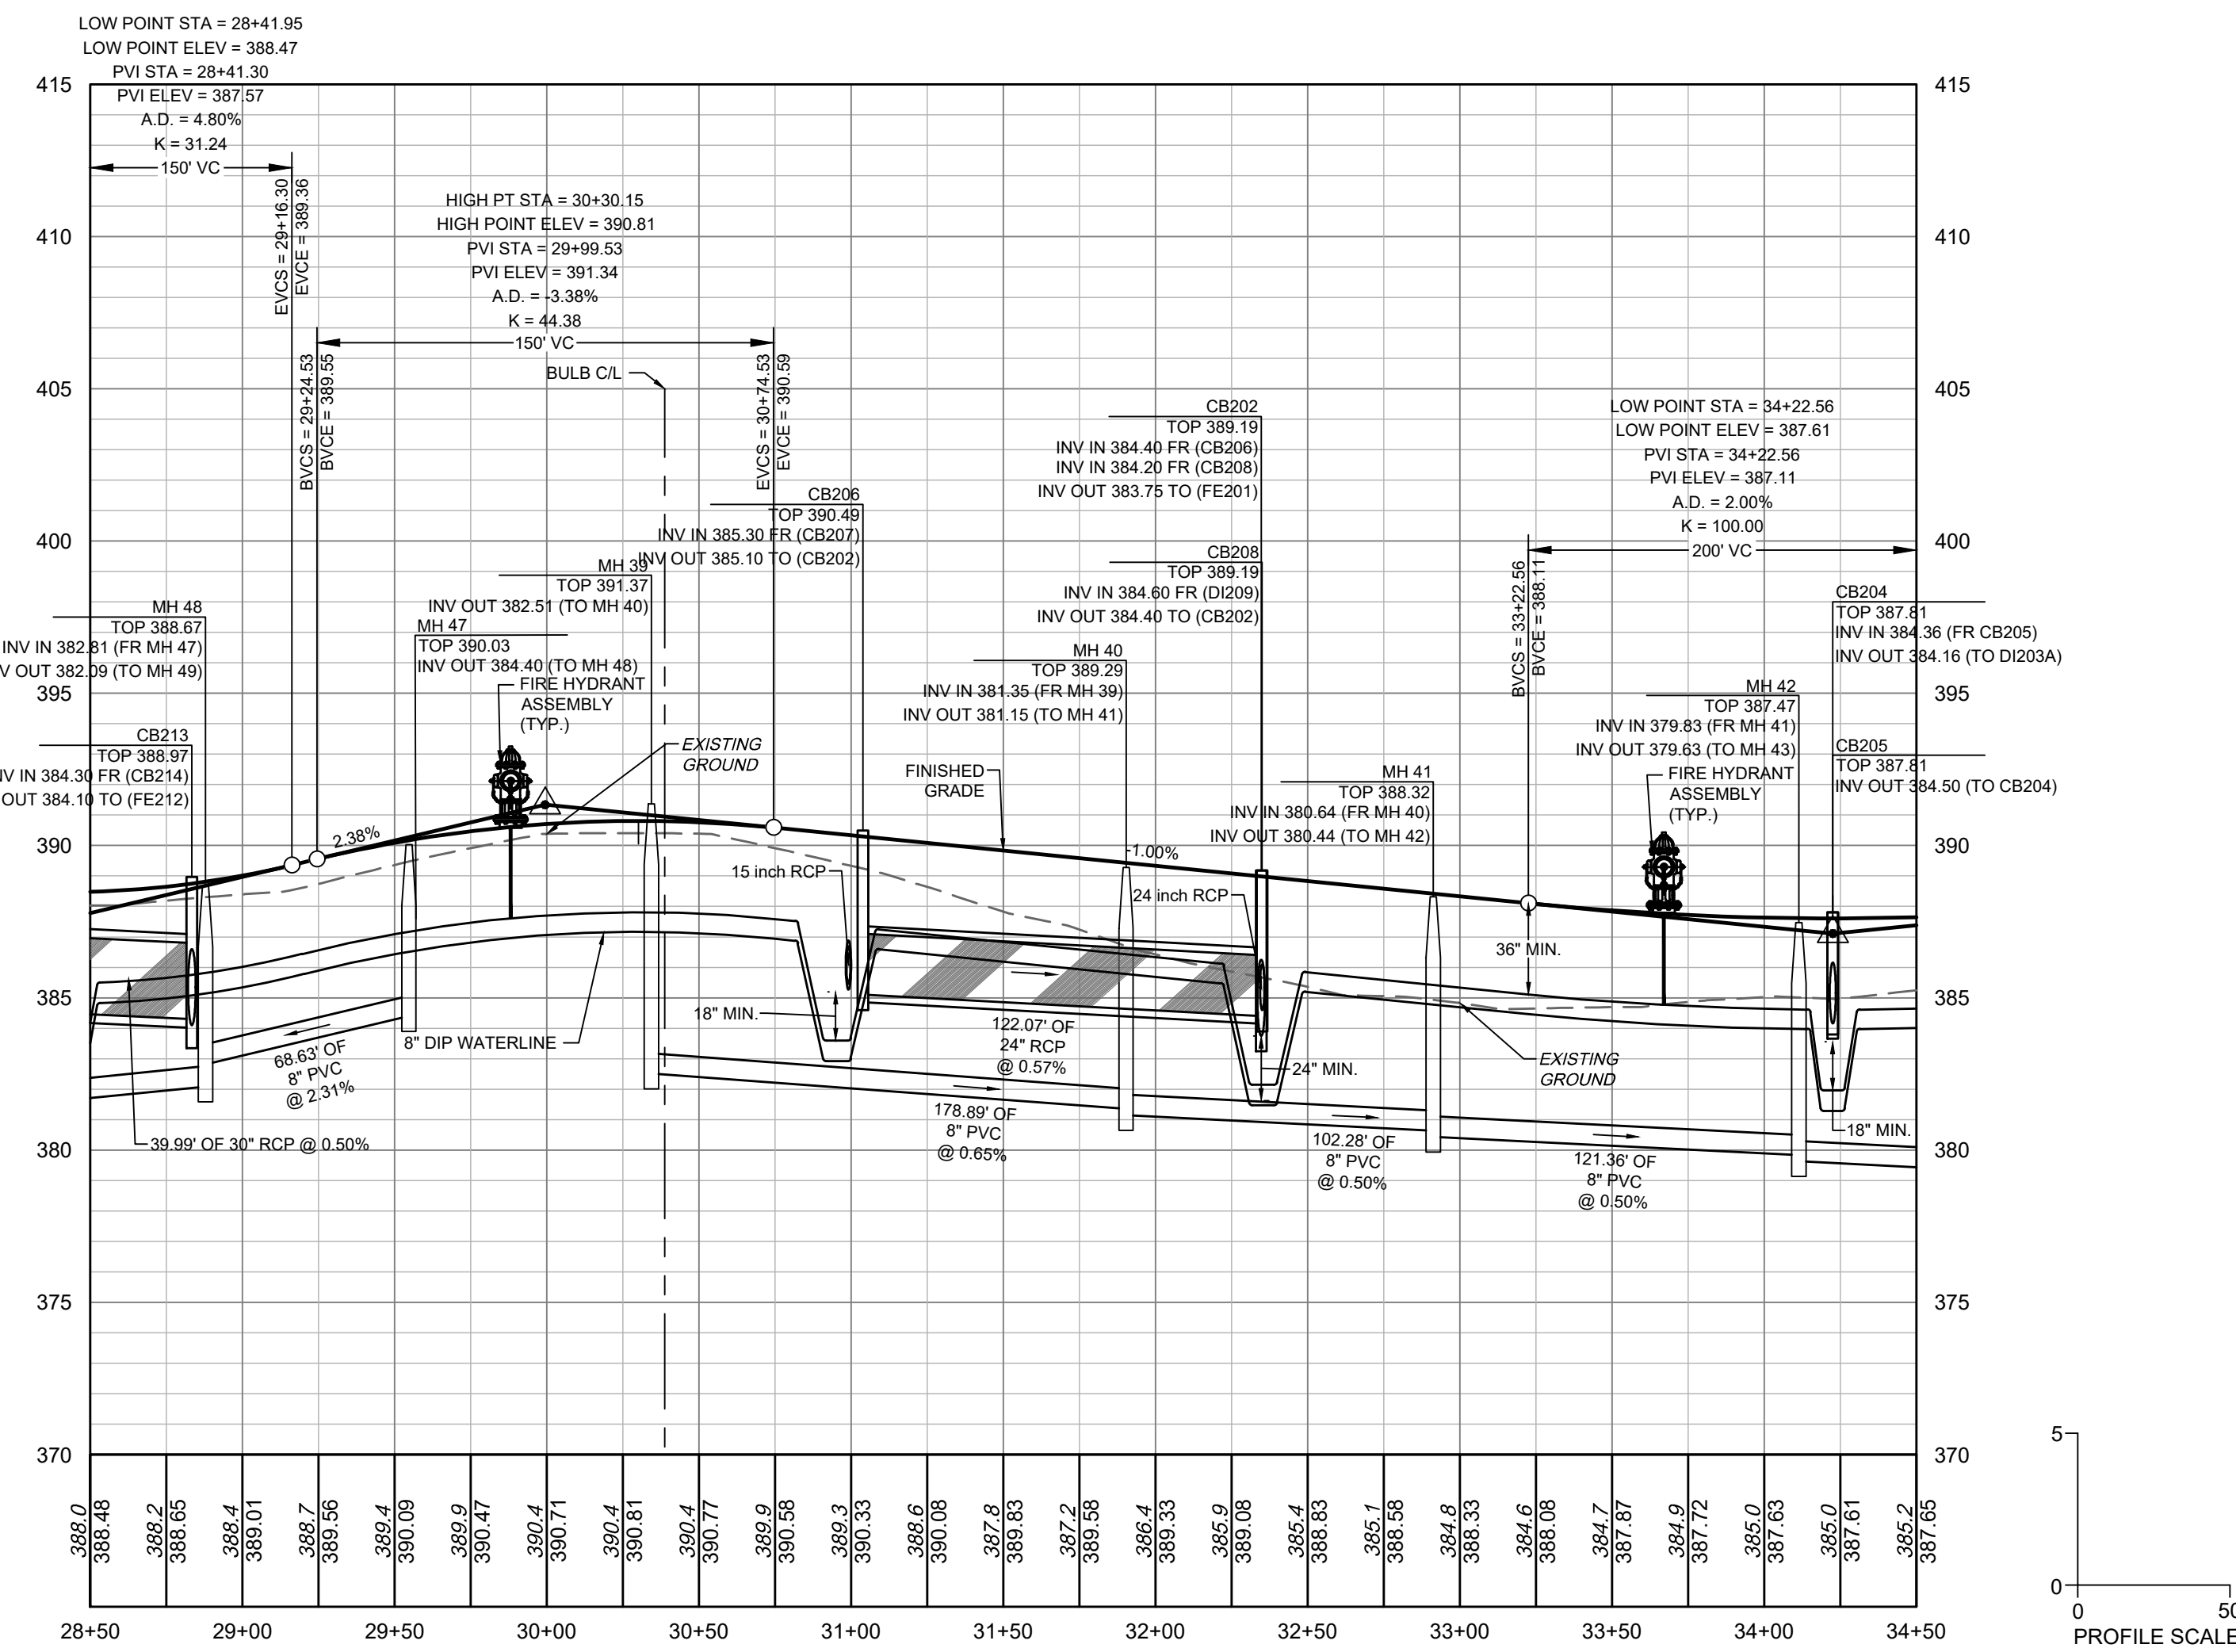 LOW POINT STA = 28+41.95
LOW POINT ELEV = 388.47
PVI STA = 28+41.30
PVI ELEV = 387.57
A.D. = 4.80%
K = 31.24
150' VC
EVCS = 29+16.30
EVCE = 389.36
HIGH PT STA = 30+30.15
HIGH POINT ELEV = 390.81
PVI STA = 29+99.53
PVI ELEV = 391.34
A.D. = -3.38%
K = 44.38
150' VC
BVCS = 29+24.53
BVCE = 389.55
EVCS = 30+74.53
EVCE = 390.59
BULB C/L
LOW POINT STA = 34+22.56
LOW POINT ELEV = 387.61
PVI STA = 34+22.56
PVI ELEV = 387.11
A.D. = 2.00%
K = 100.00
200' VC
BVCS = 33+22.56
BVCE = 388.11
CB202
TOP 389.19
INV IN 384.40 FR (CB206)
INV IN 384.20 FR (CB208)
INV OUT 383.75 TO (FE201)
CB206
TOP 390.49
INV IN 385.30 FR (CB207)
INV OUT 385.10 TO (CB202)
CB208
TOP 389.19
INV IN 384.60 FR (DI209)
INV OUT 384.40 TO (CB202)
MH 39
TOP 391.37
INV OUT 382.51 (TO MH 40)
MH 48
TOP 388.67
INV IN 382.81 (FR MH 47)
V OUT 382.09 (TO MH 49)
MH 47
TOP 390.03
INV OUT 384.40 (TO MH 48)
FIRE HYDRANT
ASSEMBLY
(TYP.)
CB204
TOP 387.81
INV IN 384.36 (FR CB205)
INV OUT 384.16 (TO DI203A)
MH 40
TOP 389.29
INV IN 381.35 (FR MH 39)
INV OUT 381.15 (TO MH 41)
MH 42
TOP 387.47
INV IN 379.83 (FR MH 41)
INV OUT 379.63 (TO MH 43)
CB213
TOP 388.97
NV IN 384.30 FR (CB214)
OUT 384.10 TO (FE212)
CB205
TOP 387.81
INV OUT 384.50 (TO CB204)
FIRE HYDRANT
ASSEMBLY
(TYP.)
MH 41
TOP 388.32
INV IN 380.64 (FR MH 40)
INV OUT 380.44 (TO MH 42)
EXISTING
GROUND
FINISHED
GRADE
2.38%
-1.00%
15 inch RCP
24 inch RCP
36" MIN.
18" MIN.
24" MIN.
18" MIN.
8" DIP WATERLINE
68.63' OF
8" PVC
@ 2.31%
122.07' OF
24" RCP
@ 0.57%
EXISTING
GROUND
178.89' OF
8" PVC
@ 0.65%
39.99' OF 30" RCP @ 0.50%
102.28' OF
8" PVC
@ 0.50%
121.36' OF
8" PVC
@ 0.50%
415 415
410 410
405 405
400 400
395 395
390 390
385 385
380 380
375 375
370 370
388.0 388.2 388.4 388.7 389.4 389.9 390.4 390.4 390.4 389.9 389.3 388.6 387.8 387.2 386.4 385.9 385.4 385.1 384.8 384.6 384.7 384.9 385.0 385.0 385.2
388.48 388.65 389.01 389.56 390.09 390.47 390.71 390.81 390.77 390.58 390.33 390.08 389.83 389.58 389.33 389.08 388.83 388.58 388.33 388.08 387.87 387.72 387.63 387.61 387.65
28+50 29+00 29+50 30+00 30+50 31+00 31+50 32+00 32+50 33+00 33+50 34+00 34+50
5
0
0 50
PROFILE SCALE